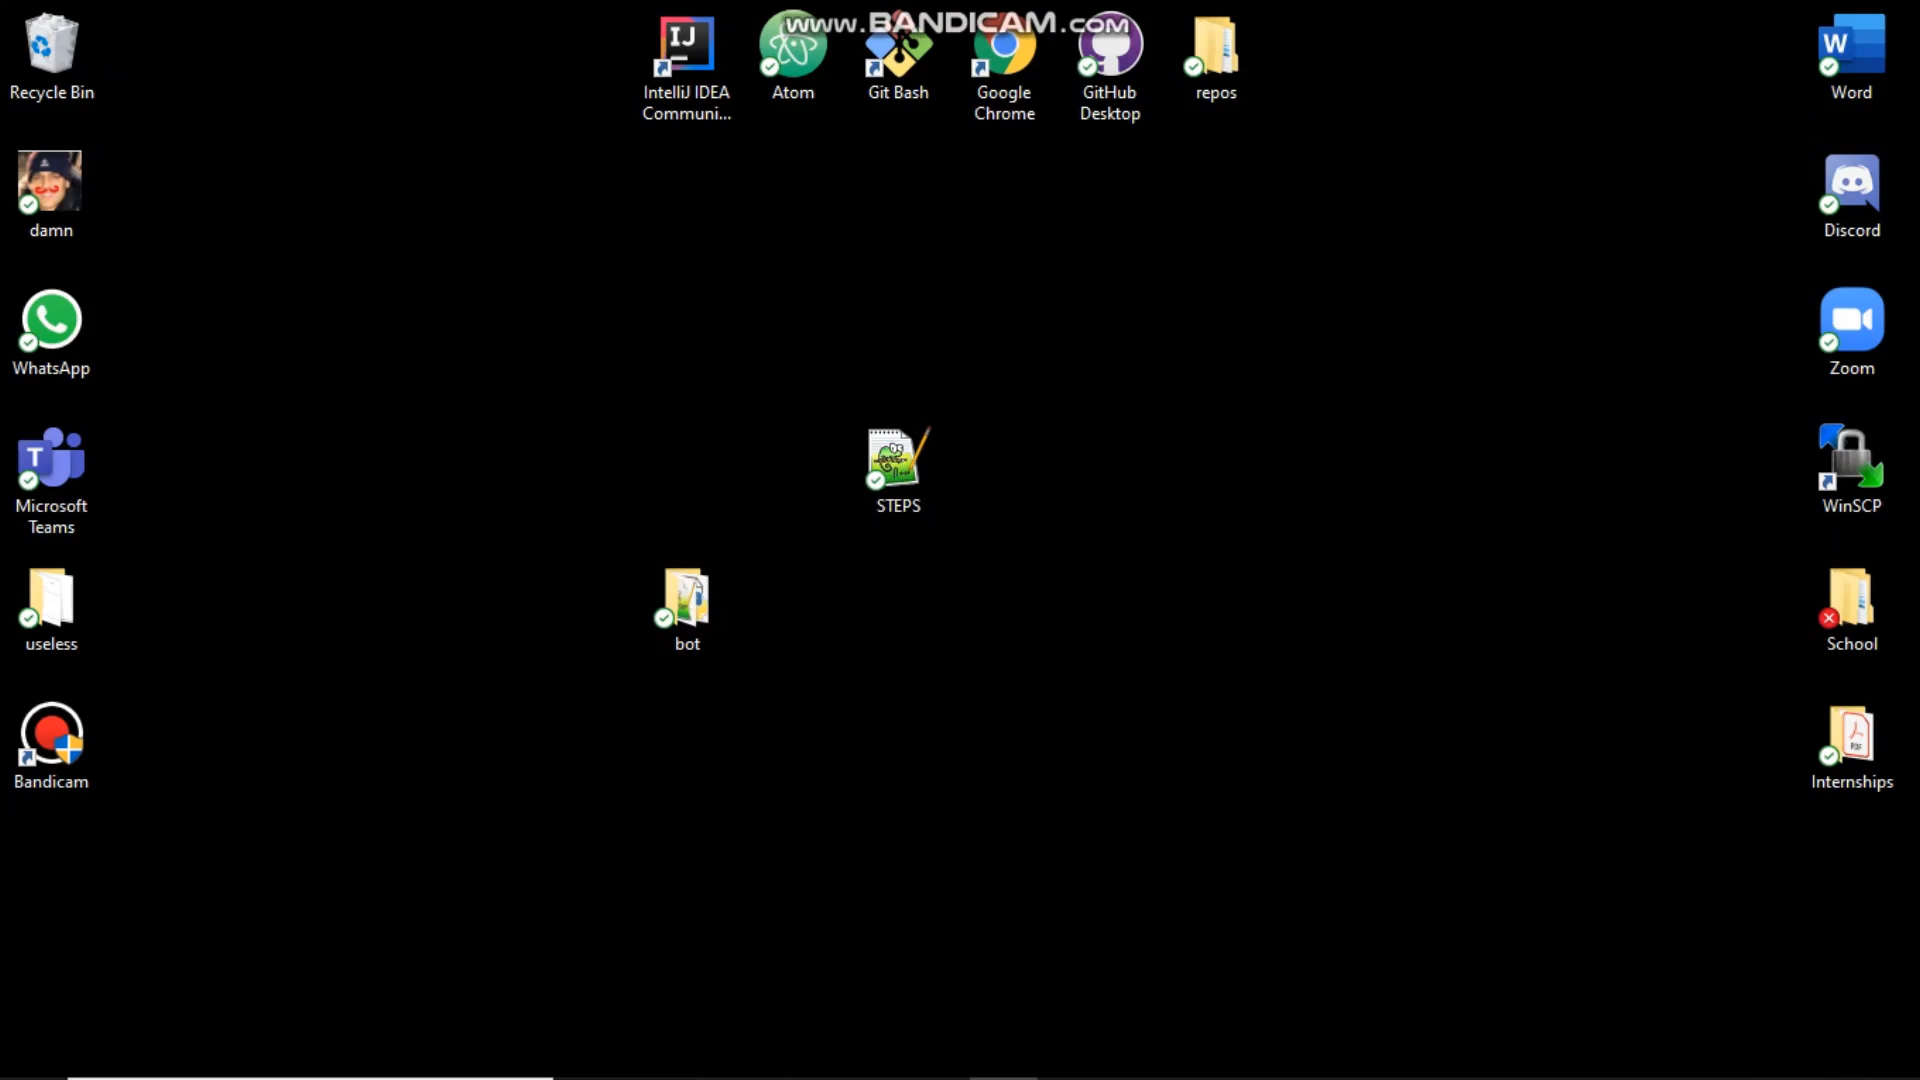 www.BANDICAM.com
Recycle Bin
IntelliJ IDEA
Communi...
Atom
Git Bash
Google
Chrome
GitHub
Desktop
repos
Word
damn
Discord
WhatsApp
Zoom
Microsoft
Teams
STEPS
WinSCP
useless
bot
School
Bandicam
Internships